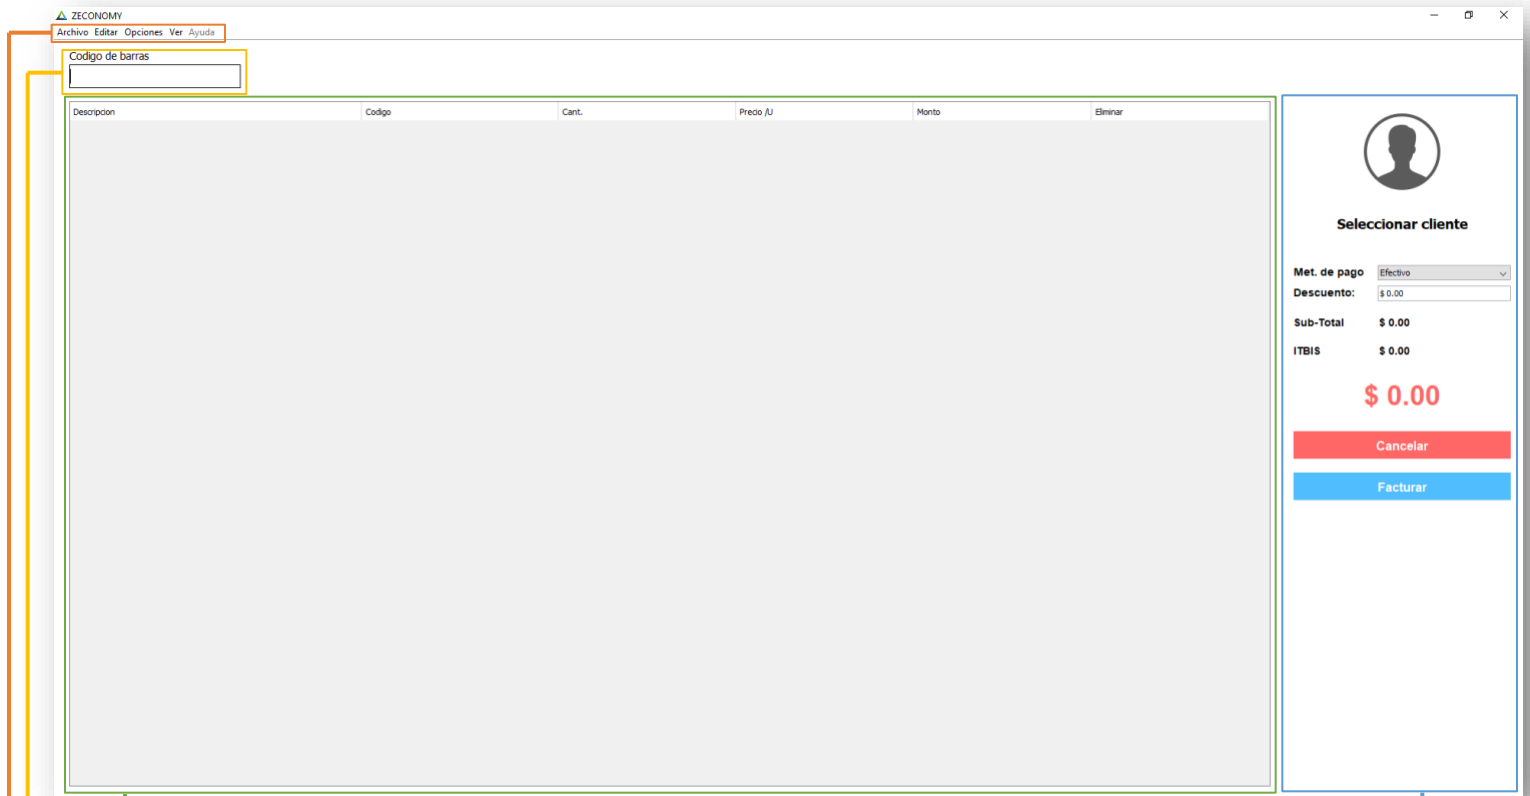 ZECONOMY
Archivo Editar Opciones Ver Ayuda
Codigo de barras
Descripcion Codigo Cant. Precio /U Monto Eliminar
Seleccionar cliente
Met. de pago Efectivo
Descuento: $ 0.00
Sub-Total $ 0.00
ITBIS $ 0.00
$ 0.00
Cancelar
Facturar